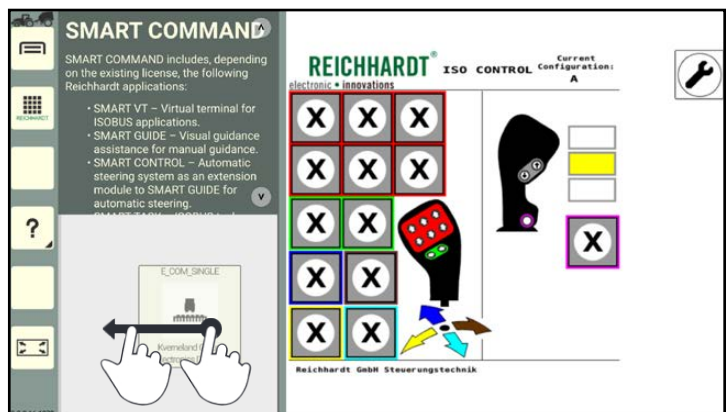 SMART COMMAND
SMART COMMAND includes, depending
on the existing license, the following
Reichhardt applications:
• SMART VT – Virtual terminal for
ISOBUS applications.
• SMART GUIDE – Visual guidance
assistance for manual guidance.
• SMART CONTROL – Automatic
steering system as an extension
module to SMART GUIDE for
automatic steering.
REICHHARDT
?
E_COM_SINGLE
Kverneland
REICHHARDT®
electronic • innovations
ISO CONTROL
Current
Configuration:
A
X X X
X X X
X X
X X
X X
X
Reichhardt GmbH Steuerungstechnik